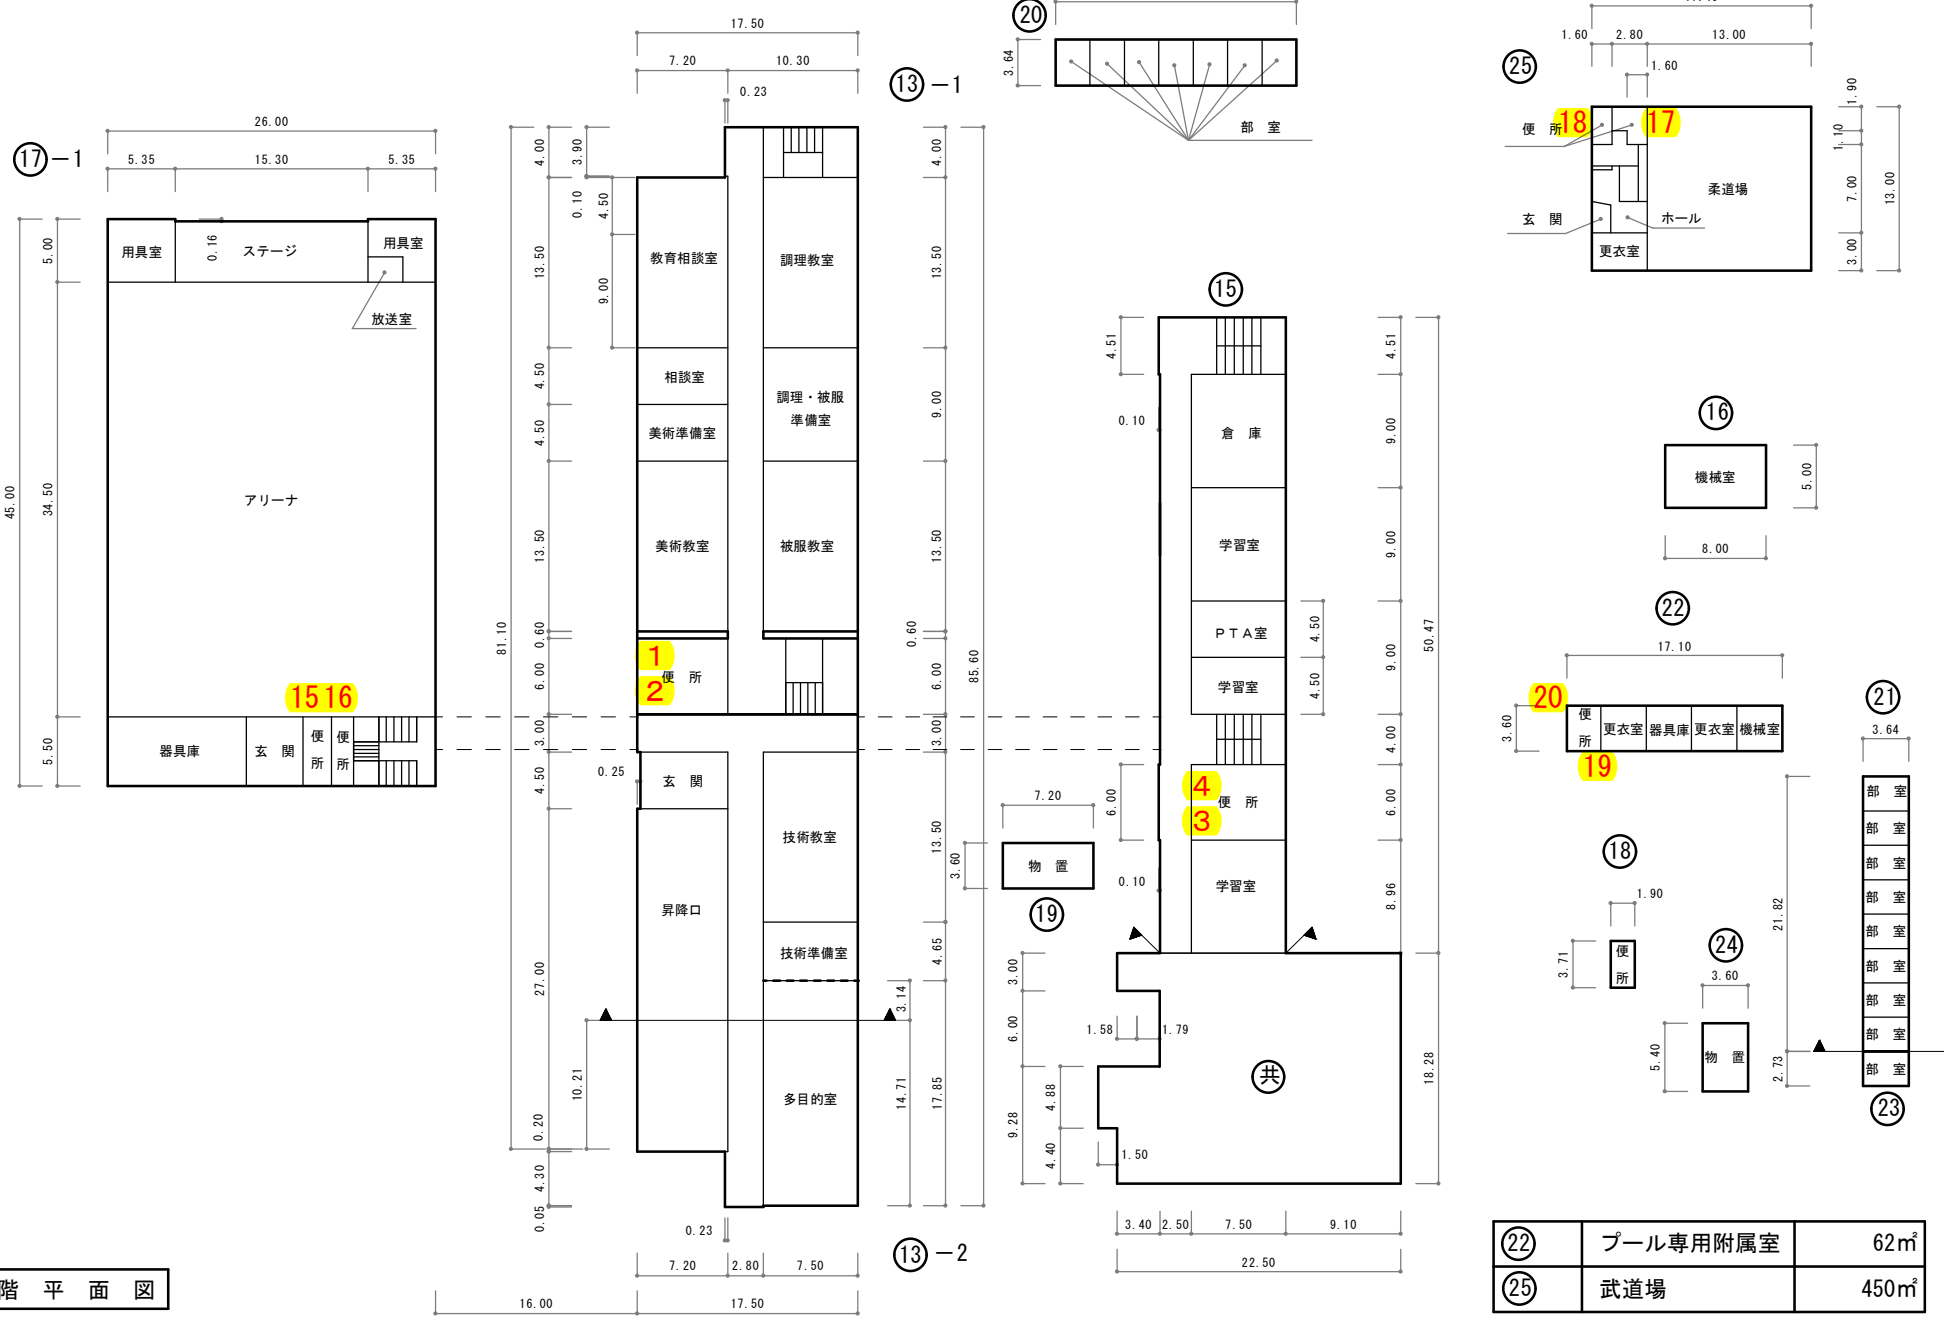 ⑰－1
26.00
5.35
15.30
5.35
45.00
5.00
34.50
5.50
0.16
用具室
ステージ
用具室
放送室
アリーナ
15
16
器具庫
玄 関
便所
便所
17.50
7.20
10.30
0.23
⑬－1
81.10
4.00
3.90
0.10
4.50
9.00
13.50
4.50
4.50
13.50
0.60
6.00
3.00
4.50
0.25
27.00
10.21
0.20
4.30
0.05
教育相談室
調理教室
相談室
調理・被服
準備室
美術準備室
美術教室
被服教室
1
便 所
2
玄 関
技術教室
昇降口
技術準備室
多目的室
4.00
13.50
9.00
13.50
0.60
6.00
3.00
13.50
4.65
3.14
14.71
17.85
85.60
0.23
⑬－2
7.20
2.80
7.50
16.00
17.50
階 平 面 図
⑳
3.64
部 室
⑮
4.51
0.10
6.00
0.10
倉 庫
学習室
ＰＴＡ室
学習室
4
便 所
3
学習室
4.51
9.00
9.00
9.00
4.50
4.50
4.00
6.00
8.96
50.47
18.28
7.20
3.60
物 置
⑲
3.00
6.00
9.28
4.88
4.40
1.58
1.79
1.50
共
3.40
2.50
7.50
9.10
22.50
㉕
1.60
2.80
13.00
1.60
1.90
1.10
7.00
3.00
13.00
便 所
18
17
柔道場
玄 関
ホール
更衣室
⑯
機械室
5.00
8.00
㉒
17.10
20
3.60
便所
更衣室
器具庫
更衣室
機械室
19
㉑
3.64
部 室
部 室
部 室
部 室
部 室
部 室
部 室
部 室
部 室
21.82
2.73
㉓
⑱
1.90
3.71
便所
㉔
3.60
5.40
物 置
㉒ プール専用附属室 62㎡
㉕ 武道場 450㎡